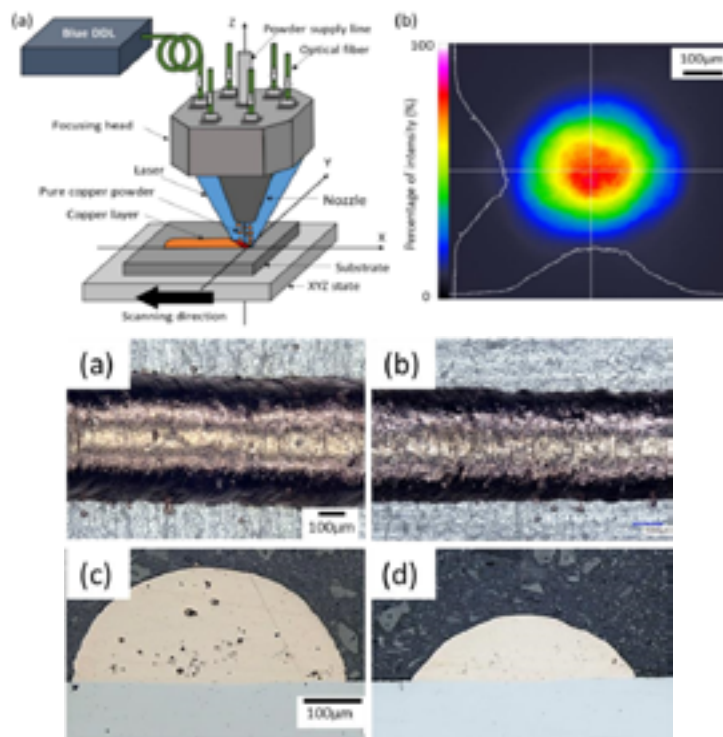 (a)
Blue DDL
Z
Powder supply line
Optical fiber
Focusing head
Laser
Y
Pure copper powder
Nozzle
Copper layer
X
Substrate
XYZ state
Scanning direction
(b)
100
100μm
Percentage of intensity (%)
0
(a)
100μm
(b)
(c)
100μm
(d)